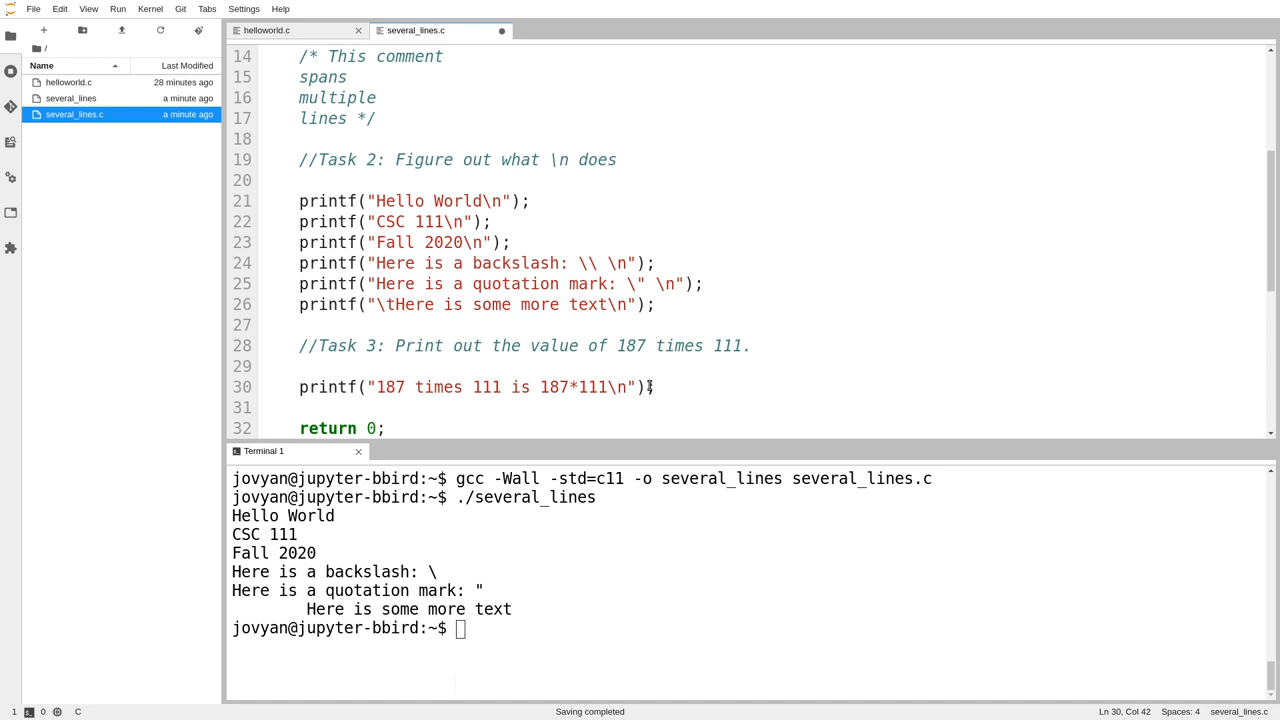 File Edit View Run Kernel Git Tabs Settings Help
helloworld.c
several_lines.c
/
Name Last Modified
helloworld.c 28 minutes ago
several_lines a minute ago
several_lines.c a minute ago
14 /* This comment
15 spans
16 multiple
17 lines */
18
19 //Task 2: Figure out what \n does
20
21 printf("Hello World\n");
22 printf("CSC 111\n");
23 printf("Fall 2020\n");
24 printf("Here is a backslash: \\ \n");
25 printf("Here is a quotation mark: \" \n");
26 printf("\tHere is some more text\n");
27
28 //Task 3: Print out the value of 187 times 111.
29
30 printf("187 times 111 is 187*111\n");
31
32 return 0;
Terminal 1
jovyan@jupyter-bbird:~$ gcc -Wall -std=c11 -o several_lines several_lines.c
jovyan@jupyter-bbird:~$ ./several_lines
Hello World
CSC 111
Fall 2020
Here is a backslash: \
Here is a quotation mark: "
Here is some more text
jovyan@jupyter-bbird:~$
1 0 C Saving completed Ln 30, Col 42 Spaces: 4 several_lines.c